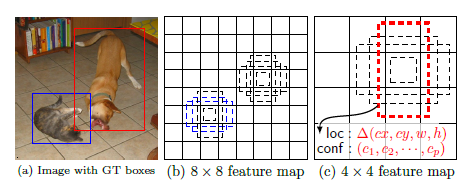 loc : Δ(cx, cy, w, h)
conf : (c₁, c₂, ⋯, cₚ)
(a) Image with GT boxes
(b) 8 × 8 feature map
(c) 4 × 4 feature map